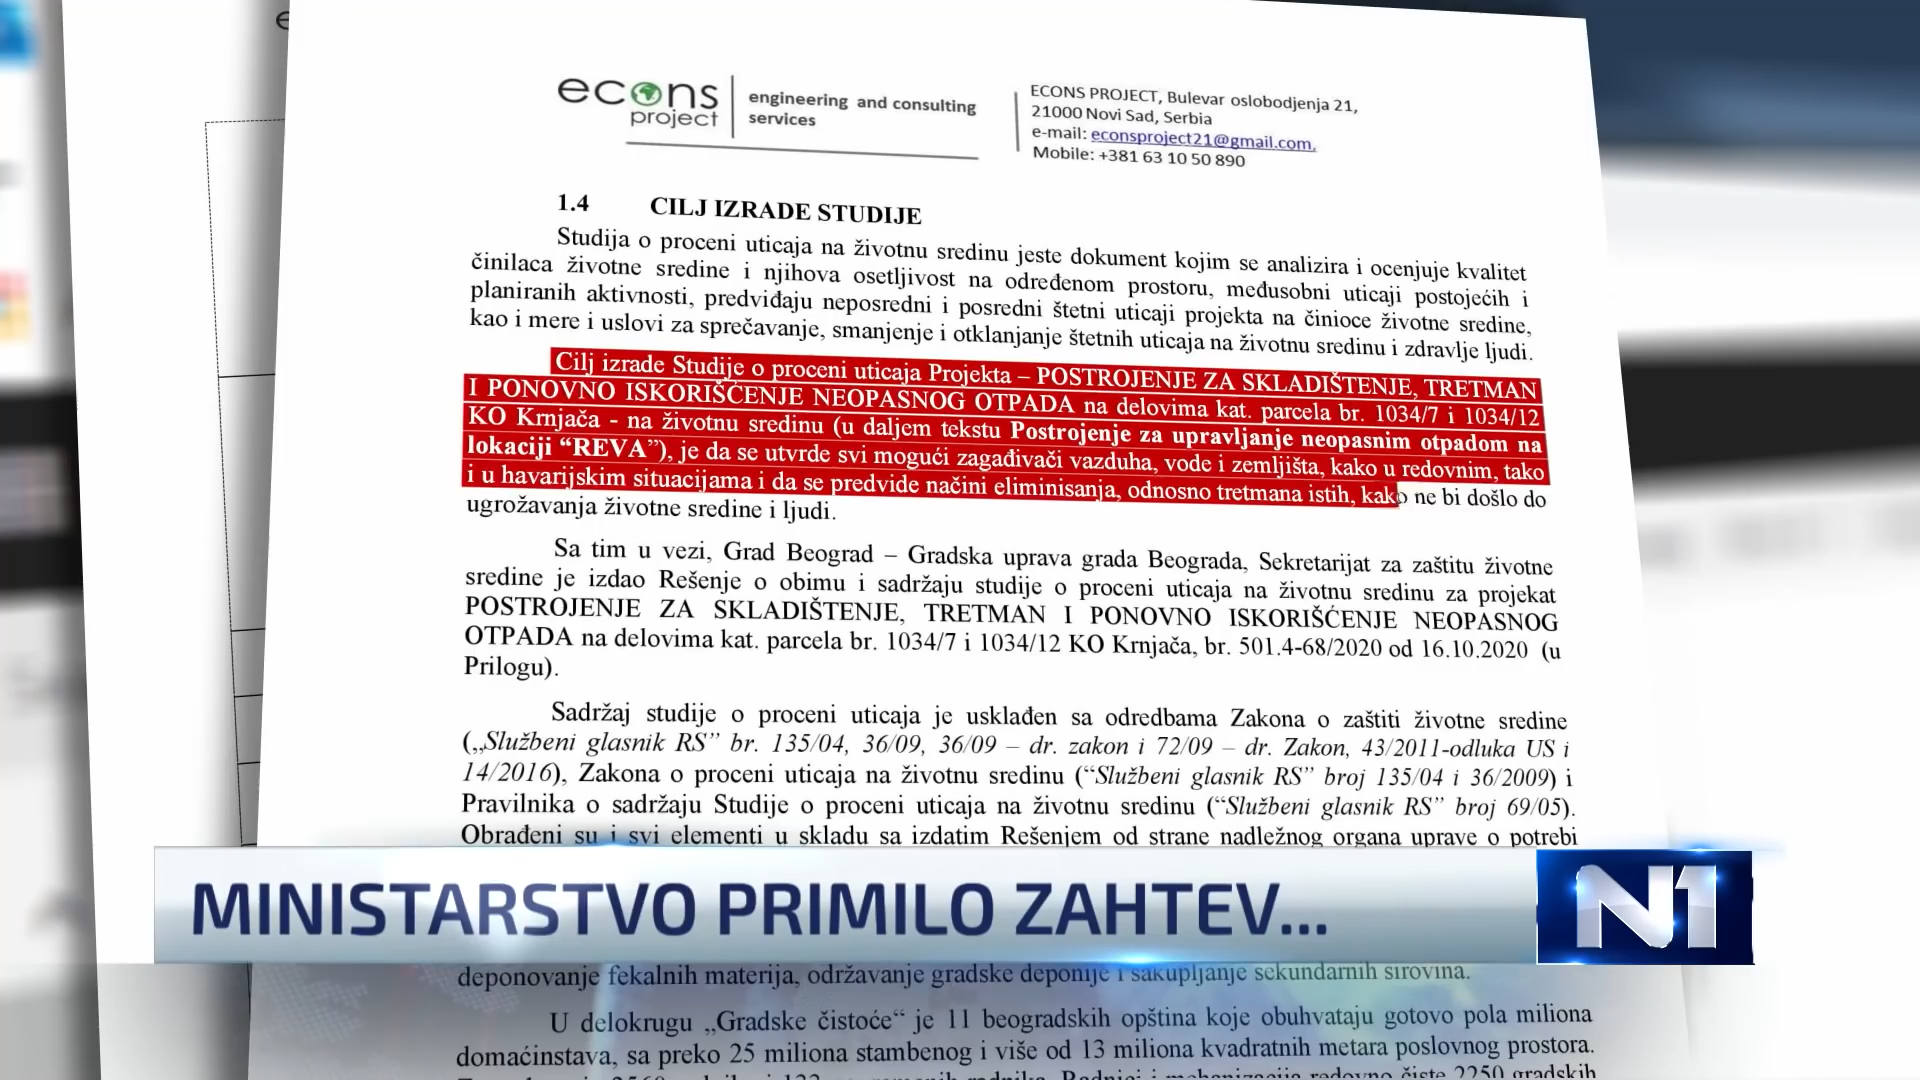 econs
project
engineering and consulting
services
ECONS PROJECT, Bulevar oslobodjenja 21,
21000 Novi Sad, Serbia
e-mail: econsproject21@gmail.com,
Mobile: +381 63 10 50 890
1.4 CILJ IZRADE STUDIJE
Studija o proceni uticaja na životnu sredinu jeste dokument kojim se analizira i ocenjuje kvalitet
činilaca životne sredine i njihova osetljivost na određenom prostoru, međusobni uticaji postojećih i
planiranih aktivnosti, predviđaju neposredni i posredni štetni uticaji projekta na činioce životne sredine,
kao i mere i uslovi za sprečavanje, smanjenje i otklanjanje štetnih uticaja na životnu sredinu i zdravlje ljudi.
Cilj izrade Studije o proceni uticaja Projekta – POSTROJENJE ZA SKLADIŠTENJE, TRETMAN
I PONOVNO ISKORIŠĆENJE NEOPASNOG OTPADA na delovima kat. parcela br. 1034/7 i 1034/12
KO Krnjača - na životnu sredinu (u daljem tekstu Postrojenje za upravljanje neopasnim otpadom na
lokaciji “REVA”), je da se utvrde svi mogući zagađivači vazduha, vode i zemljišta, kako u redovnim, tako
i u havarijskim situacijama i da se predvide načini eliminisanja, odnosno tretmana istih, kako ne bi došlo do
ugrožavanja životne sredine i ljudi.
Sa tim u vezi, Grad Beograd – Gradska uprava grada Beograda, Sekretarijat za zaštitu životne
sredine je izdao Rešenje o obimu i sadržaju studije o proceni uticaja na životnu sredinu za projekat
POSTROJENJE ZA SKLADIŠTENJE, TRETMAN I PONOVNO ISKORIŠĆENJE NEOPASNOG
OTPADA na delovima kat. parcela br. 1034/7 i 1034/12 KO Krnjača, br. 501.4-68/2020 od 16.10.2020 (u
Prilogu).
Sadržaj studije o proceni uticaja je usklađen sa odredbama Zakona o zaštiti životne sredine
(„Službeni glasnik RS” br. 135/04, 36/09, 36/09 – dr. zakon i 72/09 – dr. Zakon, 43/2011-odluka US i
14/2016), Zakona o proceni uticaja na životnu sredinu (“Službeni glasnik RS” broj 135/04 i 36/2009) i
Pravilnika o sadržaju Studije o proceni uticaja na životnu sredinu (“Službeni glasnik RS” broj 69/05).
Obrađeni su i svi elementi u skladu sa izdatim Rešenjem od strane nadležnog organa uprave o potrebi
MINISTARSTVO PRIMILO ZAHTEV...
N1
deponovanje fekalnih materija, održavanje gradske deponije i sakupljanje sekundarnih sirovina.
U delokrugu „Gradske čistoće“ je 11 beogradskih opština koje obuhvataju gotovo pola miliona
domaćinstava, sa preko 25 miliona stambenog i više od 13 miliona kvadratnih metara poslovnog prostora.